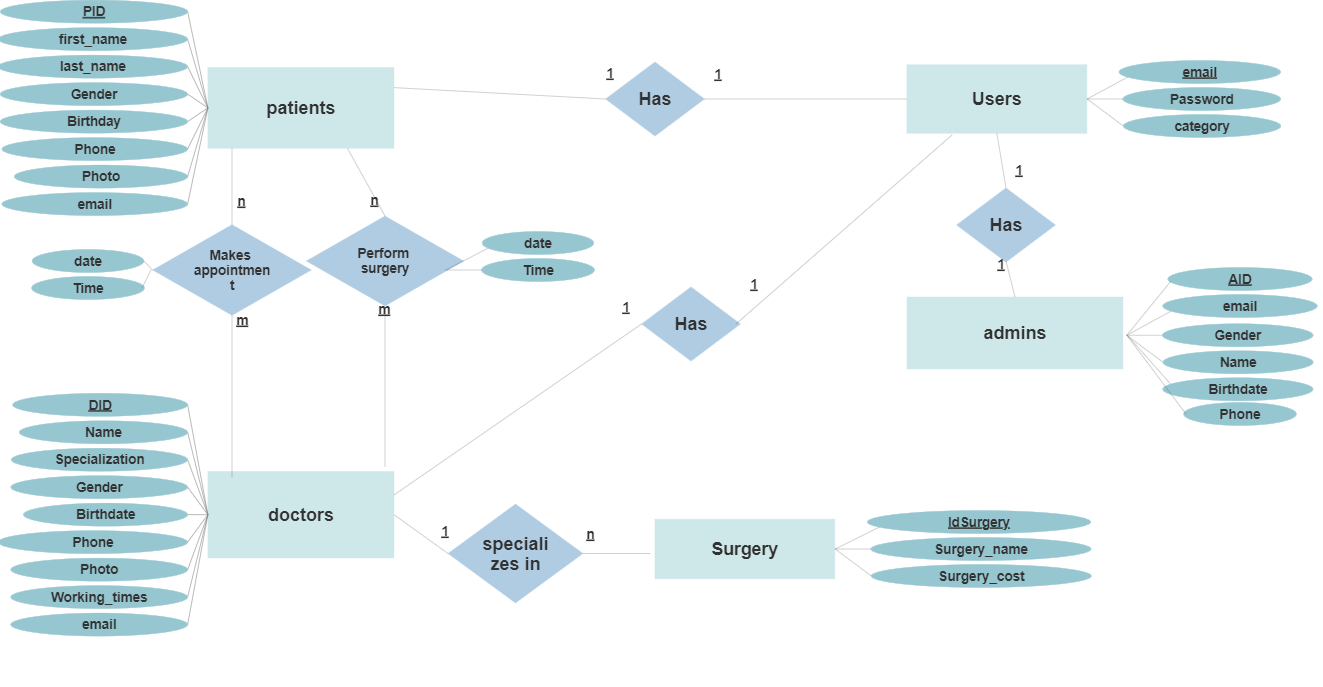 PID
first_name
last_name
Gender
Birthday
Phone
Photo
email
patients
1
Has
1
Users
email
Password
category
n
n
1
date
Time
Makes
appointmen
t
Perform
surgery
date
Time
Has
1
m
m
1
Has
1
admins
AID
email
Gender
Name
Birthdate
Phone
DID
Name
Specialization
Gender
Birthdate
Phone
Photo
Working_times
email
doctors
1
speciali
zes in
n
Surgery
IdSurgery
Surgery_name
Surgery_cost